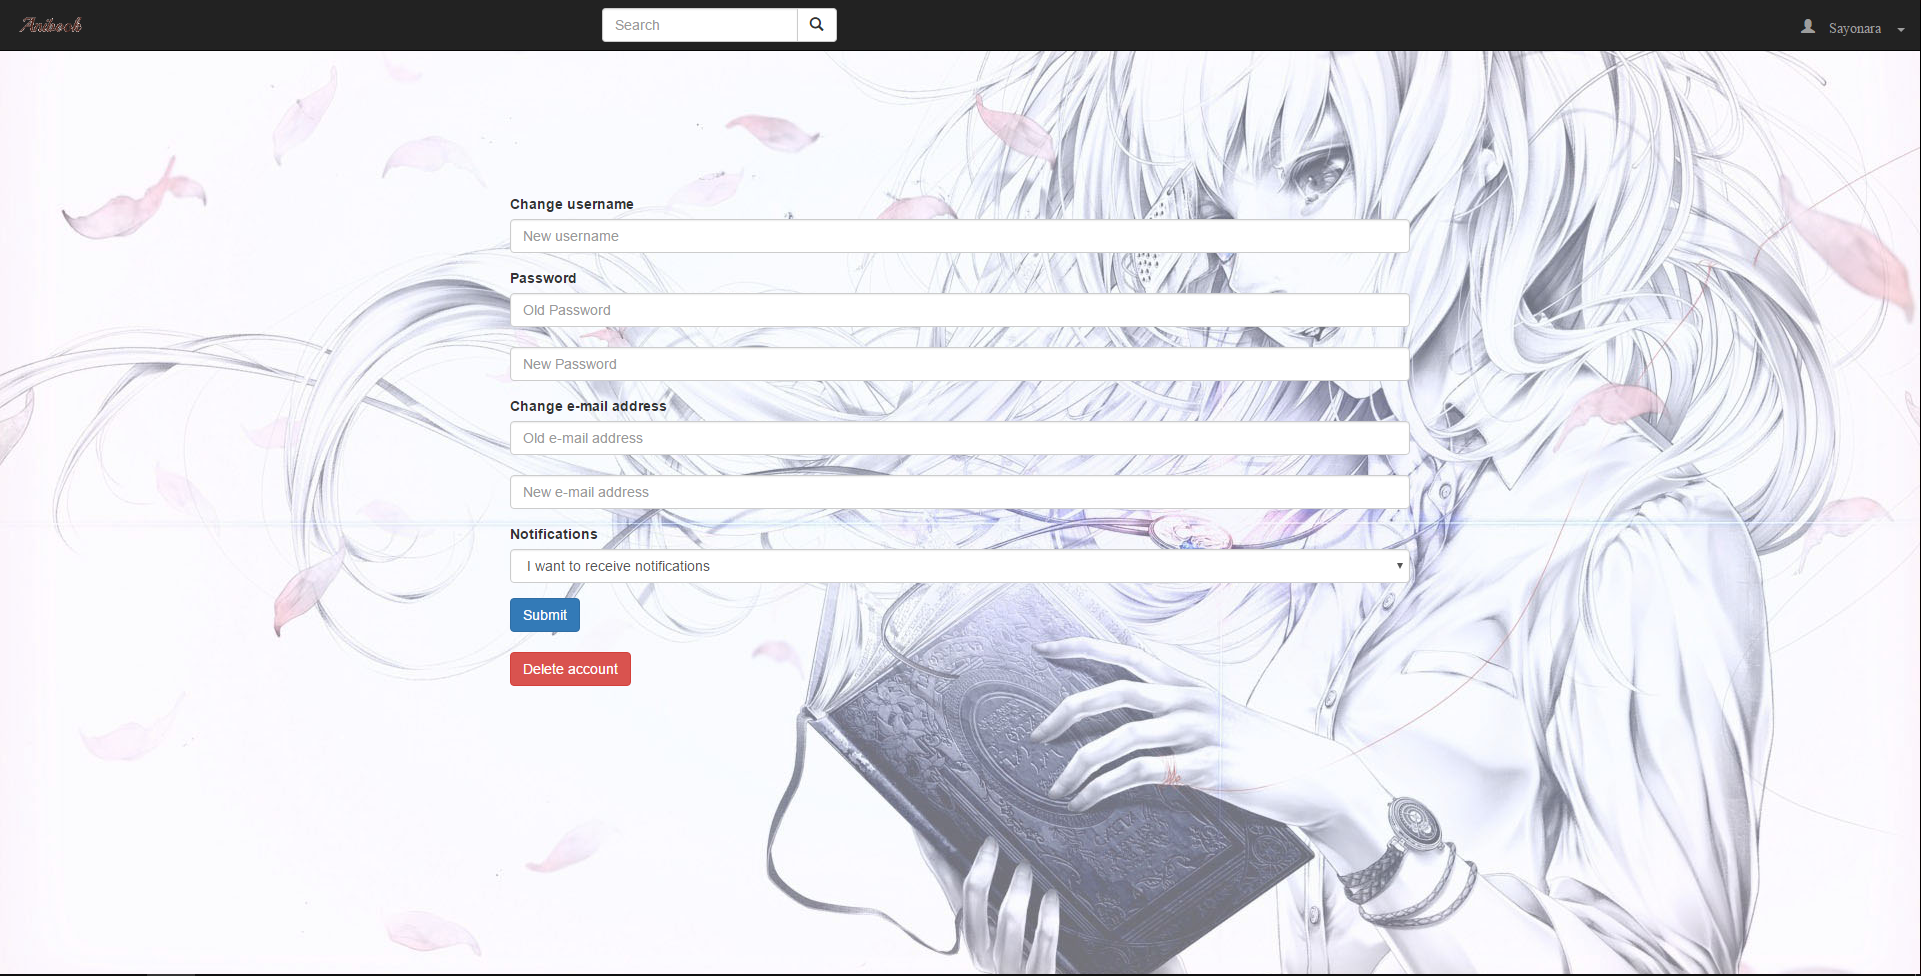 Anibook
Search
Sayonara
Change username
New username
Password
Old Password
New Password
Change e-mail address
Old e-mail address
New e-mail address
Notifications
I want to receive notifications
Submit
Delete account